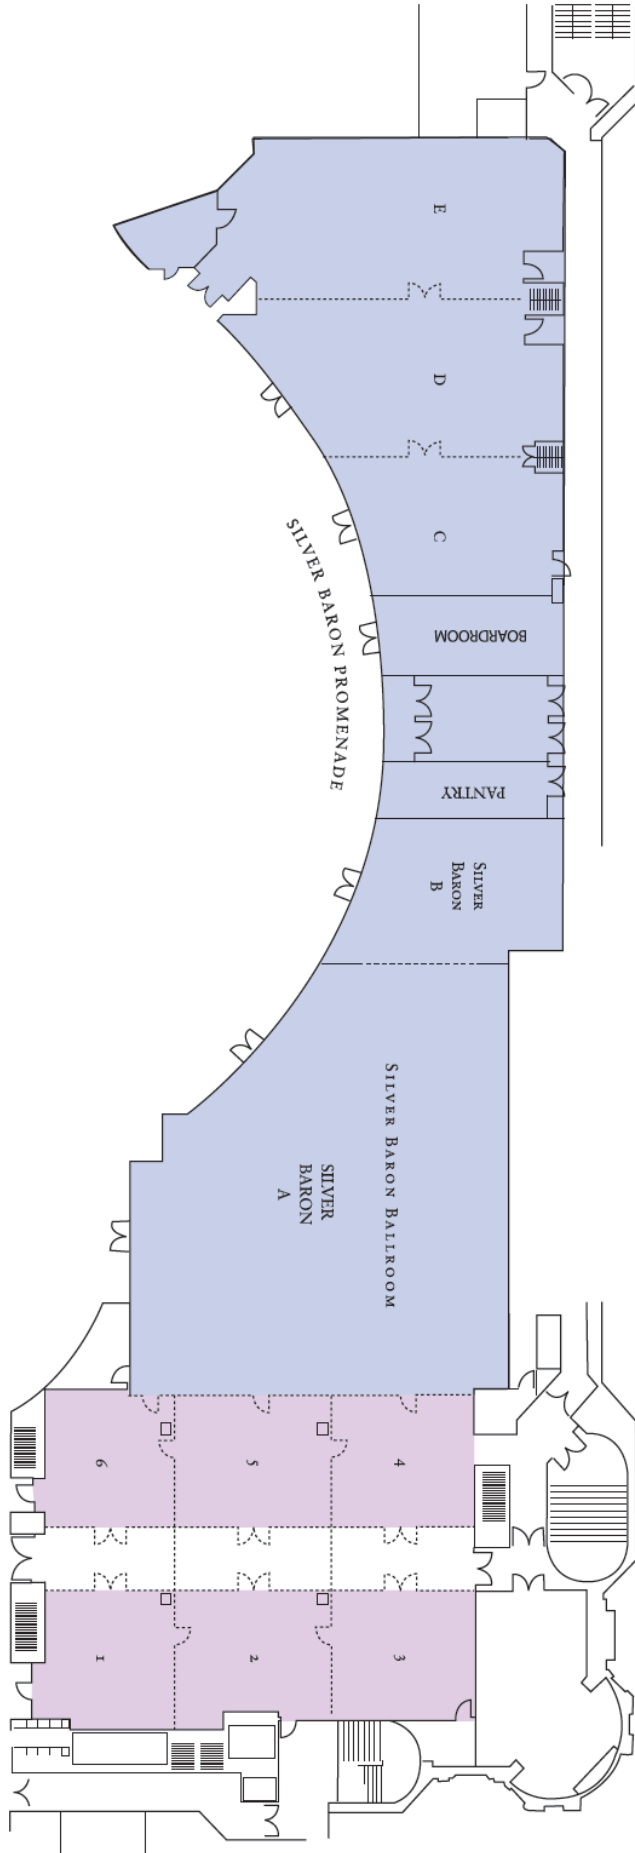 E
D
C
BOARDROOM
SILVER BARON PROMENADE
PANTRY
SILVER
BARON
B
SILVER BARON BALLROOM
SILVER
BARON
A
6
5
4
1
2
3